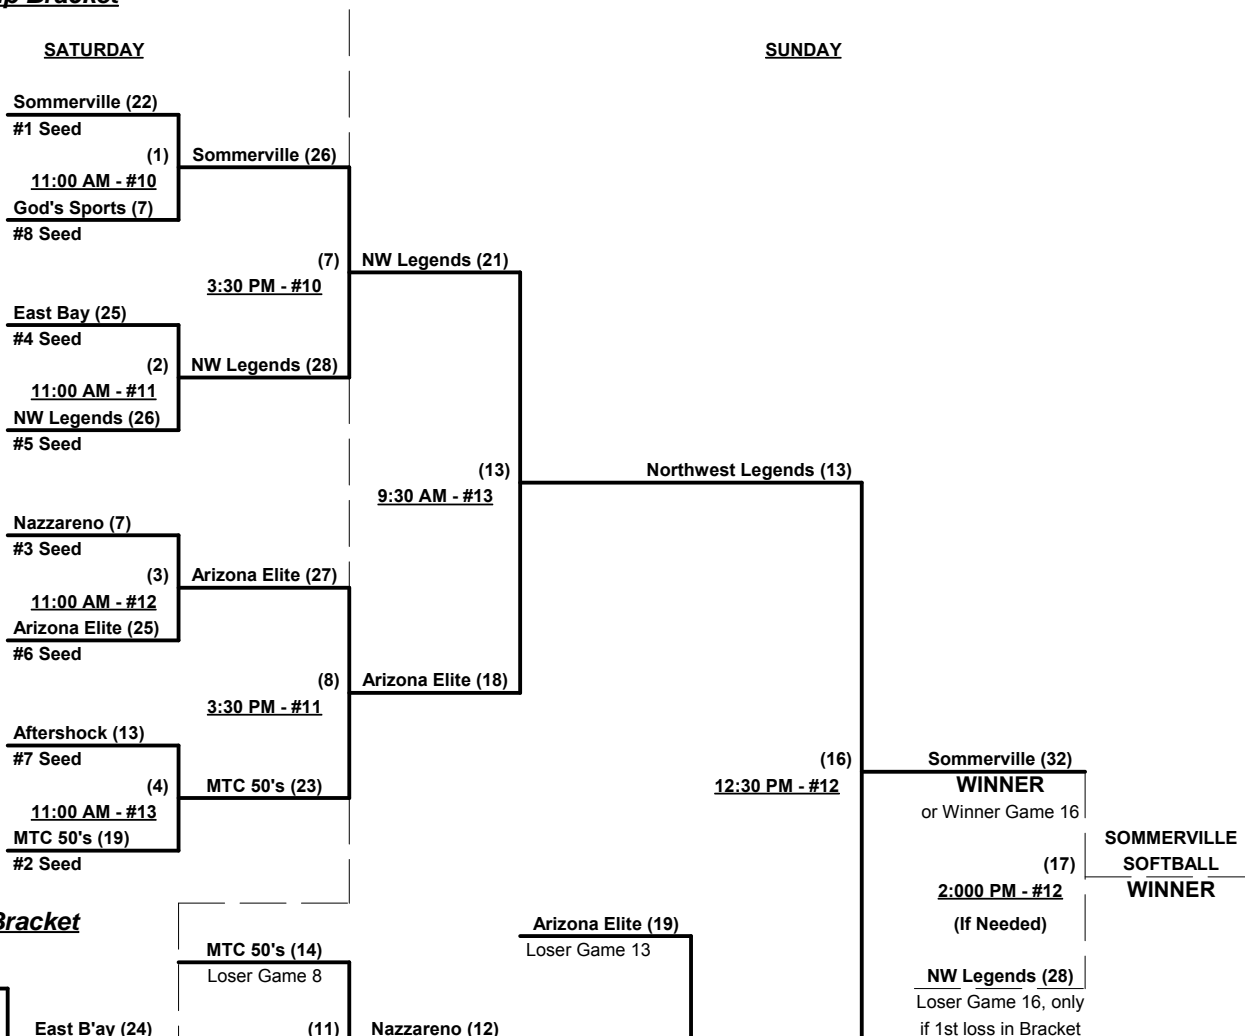 p Bracket
SATURDAY
SUNDAY
Sommerville (22)
#1 Seed
(1)
Sommerville (26)
11:00 AM - #10
God's Sports (7)
#8 Seed
(7)
NW Legends (21)
3:30 PM - #10
East Bay (25)
#4 Seed
(2)
NW Legends (28)
11:00 AM - #11
NW Legends (26)
#5 Seed
(13)
Northwest Legends (13)
9:30 AM - #13
Nazzareno (7)
#3 Seed
(3)
Arizona Elite (27)
11:00 AM - #12
Arizona Elite (25)
#6 Seed
(8)
Arizona Elite (18)
3:30 PM - #11
Aftershock (13)
#7 Seed
(4)
MTC 50's (23)
11:00 AM - #13
MTC 50's (19)
#2 Seed
(16)
Sommerville (32)
12:30 PM - #12
WINNER
or Winner Game 16
SOMMERVILLE
(17)
SOFTBALL
2:000 PM - #12
WINNER
(If Needed)
Bracket
Arizona Elite (19)
Loser Game 13
MTC 50's (14)
Loser Game 8
NW Legends (28)
Loser Game 16, only
if 1st loss in Bracket
East B'ay (24)
(11)
Nazzareno (12)